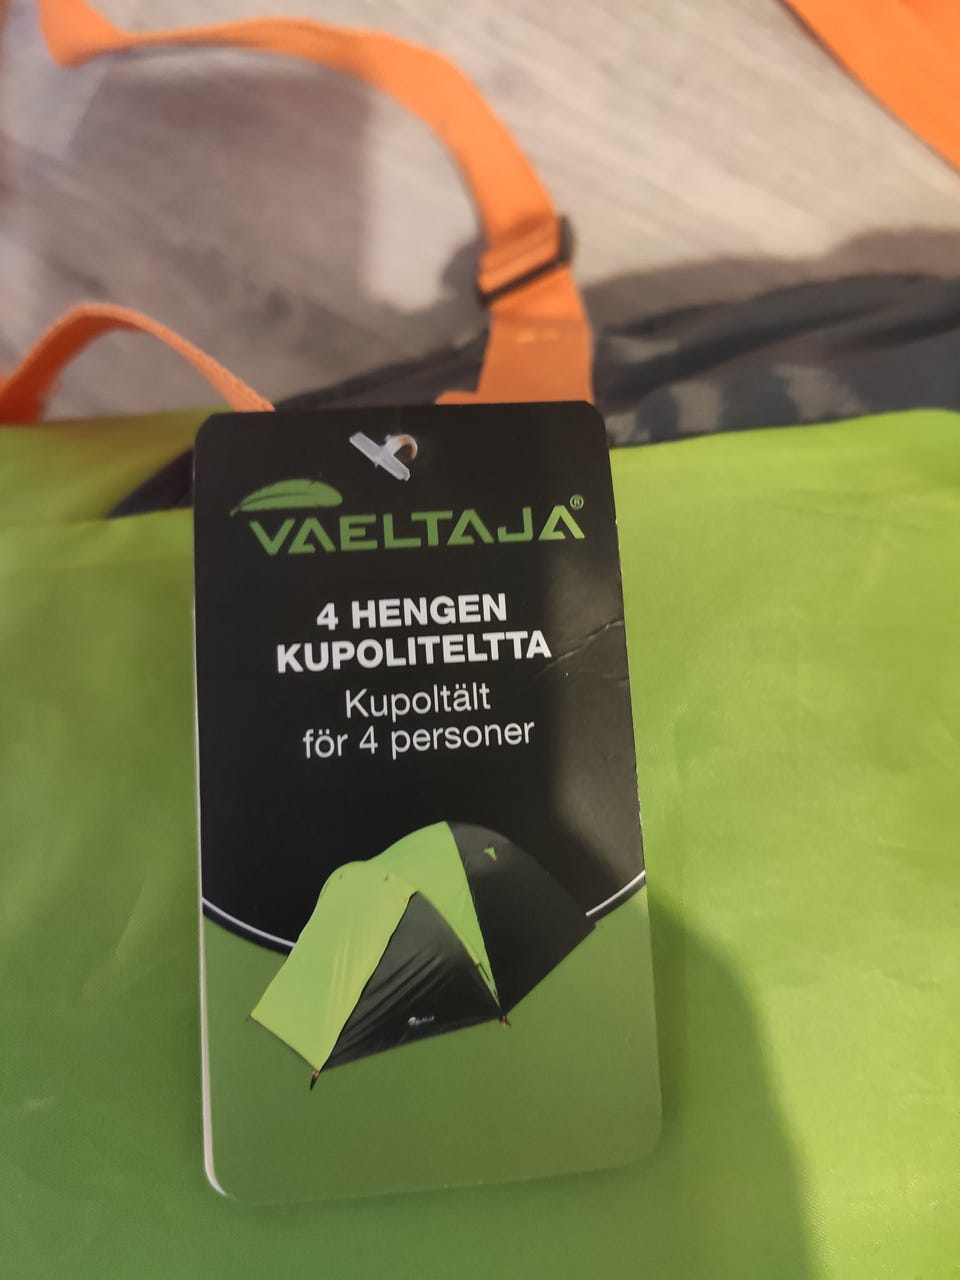 VAELTAJA®
4 HENGEN
KUPOLITELTTA
Kupoltält
för 4 personer